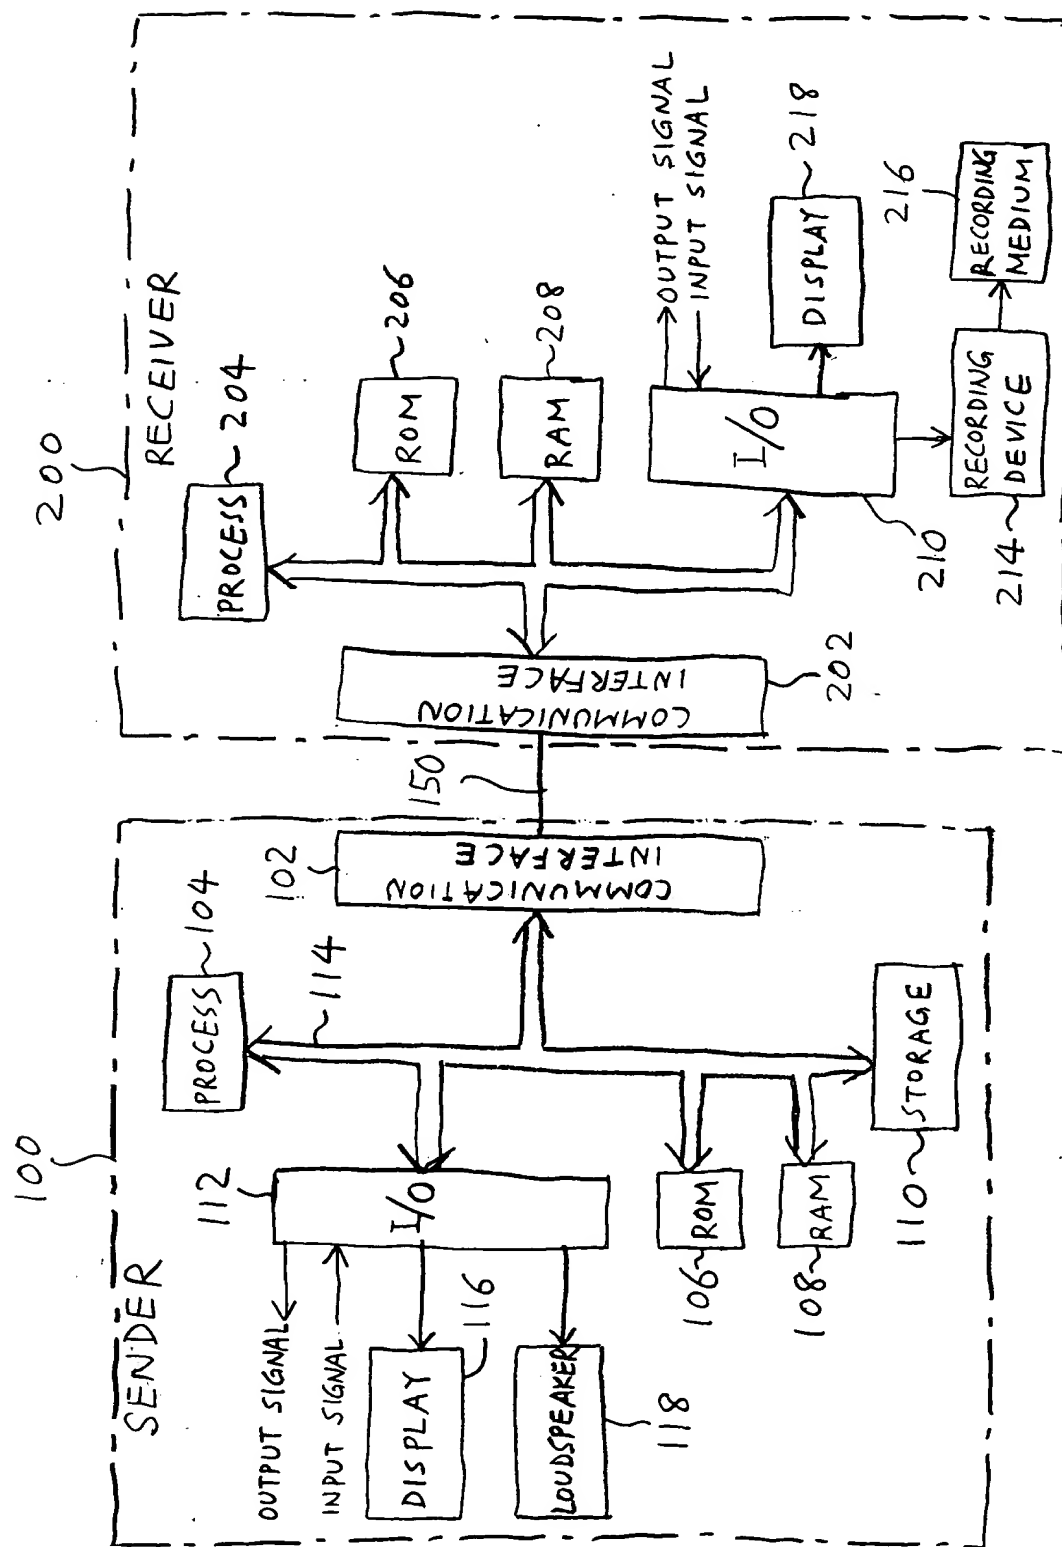 100
SENDER
OUTPUT SIGNAL
INPUT SIGNAL
112
I/O
DISPLAY
116
LOUDSPEAKER
118
PROCESS
104
114
102
COMMUNICATION
INTERFACE
106
ROM
108
RAM
110
STORAGE
150
200
RECEIVER
PROCESS
204
COMMUNICATION
INTERFACE
202
ROM
206
RAM
208
I/O
210
OUTPUT SIGNAL
INPUT SIGNAL
DISPLAY
218
RECORDING
DEVICE
214
RECORDING
MEDIUM
216